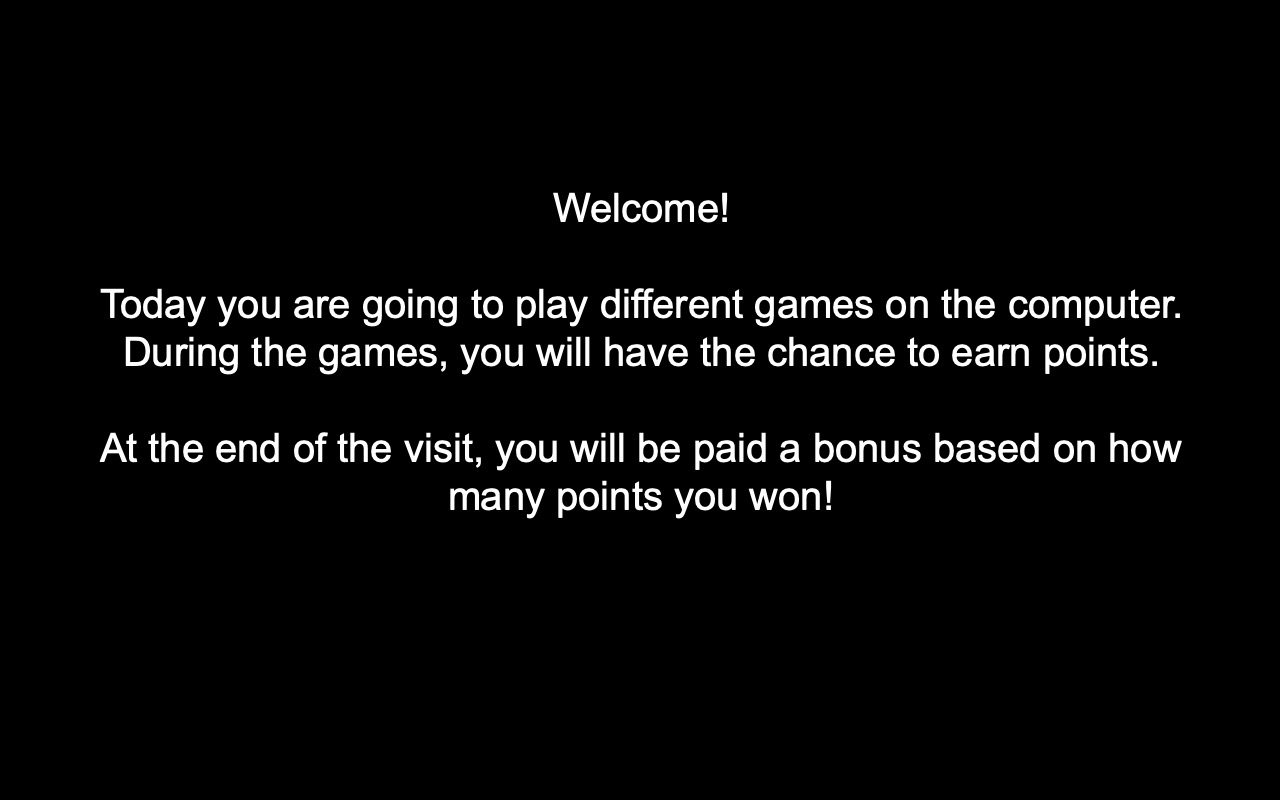 Welcome!
Today you are going to play different games on the computer.
During the games, you will have the chance to earn points.
At the end of the visit, you will be paid a bonus based on how
many points you won!